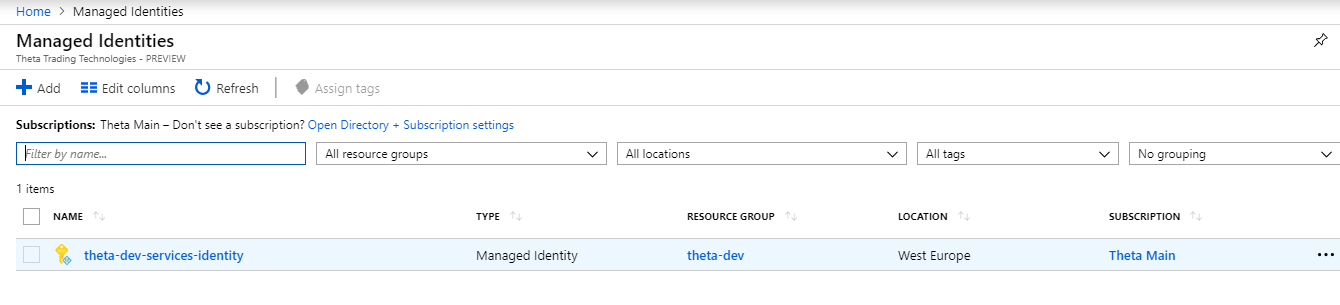 Home > Managed Identities
Managed Identities
Theta Trading Technologies - PREVIEW
Add Edit columns Refresh Assign tags
Subscriptions: Theta Main – Don't see a subscription? Open Directory + Subscription settings
Filter by name... All resource groups All locations All tags No grouping
1 items
NAME TYPE RESOURCE GROUP LOCATION SUBSCRIPTION
theta-dev-services-identity Managed Identity theta-dev West Europe Theta Main